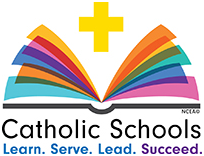 NCEA©
Catholic Schools
Learn. Serve. Lead. Succeed.